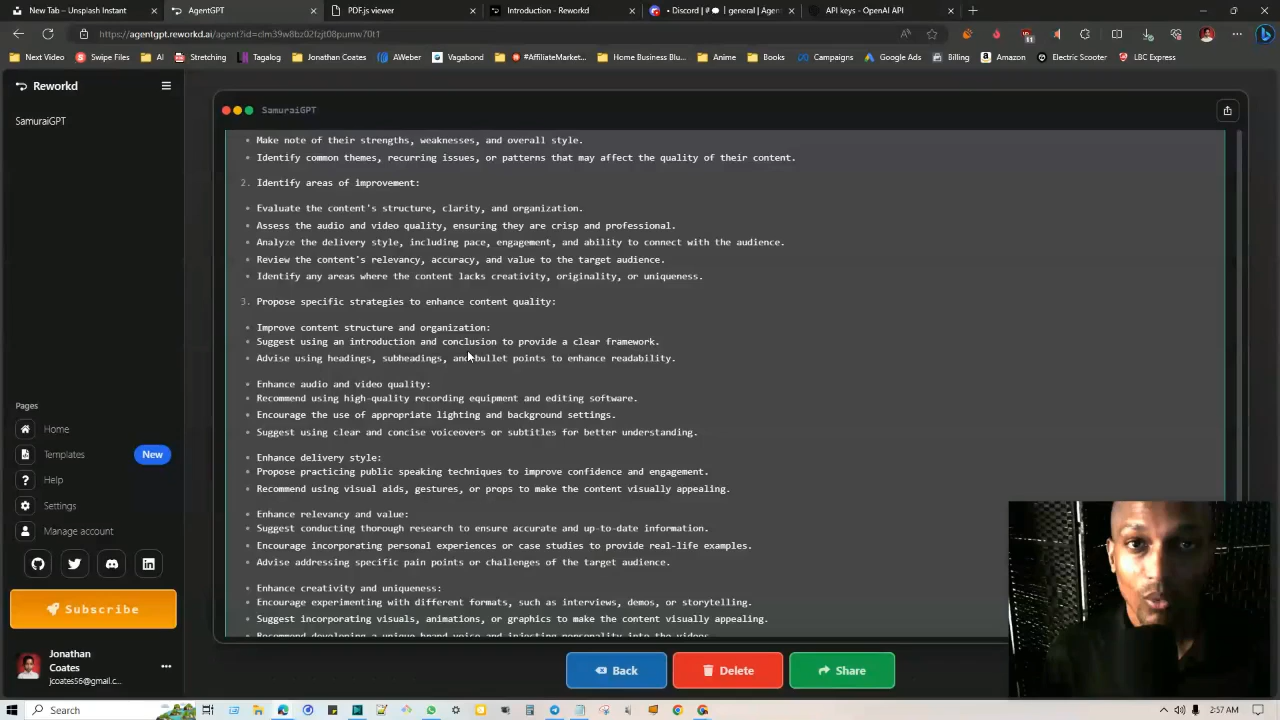 New Tab – Unsplash Instant
AgentGPT
PDF.js viewer
Introduction - Reworkd
API keys - OpenAI API
https://agentgpt.reworkd.ai/agent?id=clm39w8bz02fzjt08pumw70t1
Next Video
Swipe Files
AI
Stretching
Tagalog
Jonathan Coates
AWeber
Vagabond
#AffiliateMarket...
Home Business Blu...
Anime
Books
Campaigns
Google Ads
Billing
Amazon
Electric Scooter
LBC Express
Reworkd
SamuraiGPT
SamuraiGPT
• Make note of their strengths, weaknesses, and overall style.
• Identify common themes, recurring issues, or patterns that may affect the quality of their content.
2. Identify areas of improvement:
• Evaluate the content's structure, clarity, and organization.
• Assess the audio and video quality, ensuring they are crisp and professional.
• Analyze the delivery style, including pace, engagement, and ability to connect with the audience.
• Review the content's relevancy, accuracy, and value to the target audience.
• Identify any areas where the content lacks creativity, originality, or uniqueness.
3. Propose specific strategies to enhance content quality:
• Improve content structure and organization:
• Suggest using an introduction and conclusion to provide a clear framework.
• Advise using headings, subheadings, and bullet points to enhance readability.
• Enhance audio and video quality:
• Recommend using high-quality recording equipment and editing software.
• Encourage the use of appropriate lighting and background settings.
• Suggest using clear and concise voiceovers or subtitles for better understanding.
• Enhance delivery style:
• Propose practicing public speaking techniques to improve confidence and engagement.
• Recommend using visual aids, gestures, or props to make the content visually appealing.
• Enhance relevancy and value:
• Suggest conducting thorough research to ensure accurate and up-to-date information.
• Encourage incorporating personal experiences or case studies to provide real-life examples.
• Advise addressing specific pain points or challenges of the target audience.
• Enhance creativity and uniqueness:
• Encourage experimenting with different formats, such as interviews, demos, or storytelling.
• Suggest incorporating visuals, animations, or graphics to make the content visually appealing.
• Recommend developing a unique brand voice and injecting personality into the videos.
Pages
Home
Templates
New
Help
Settings
Manage account
Subscribe
Jonathan
Coates
jcoates56@gmail.c...
Back
Delete
Share
Search
2:57 AM